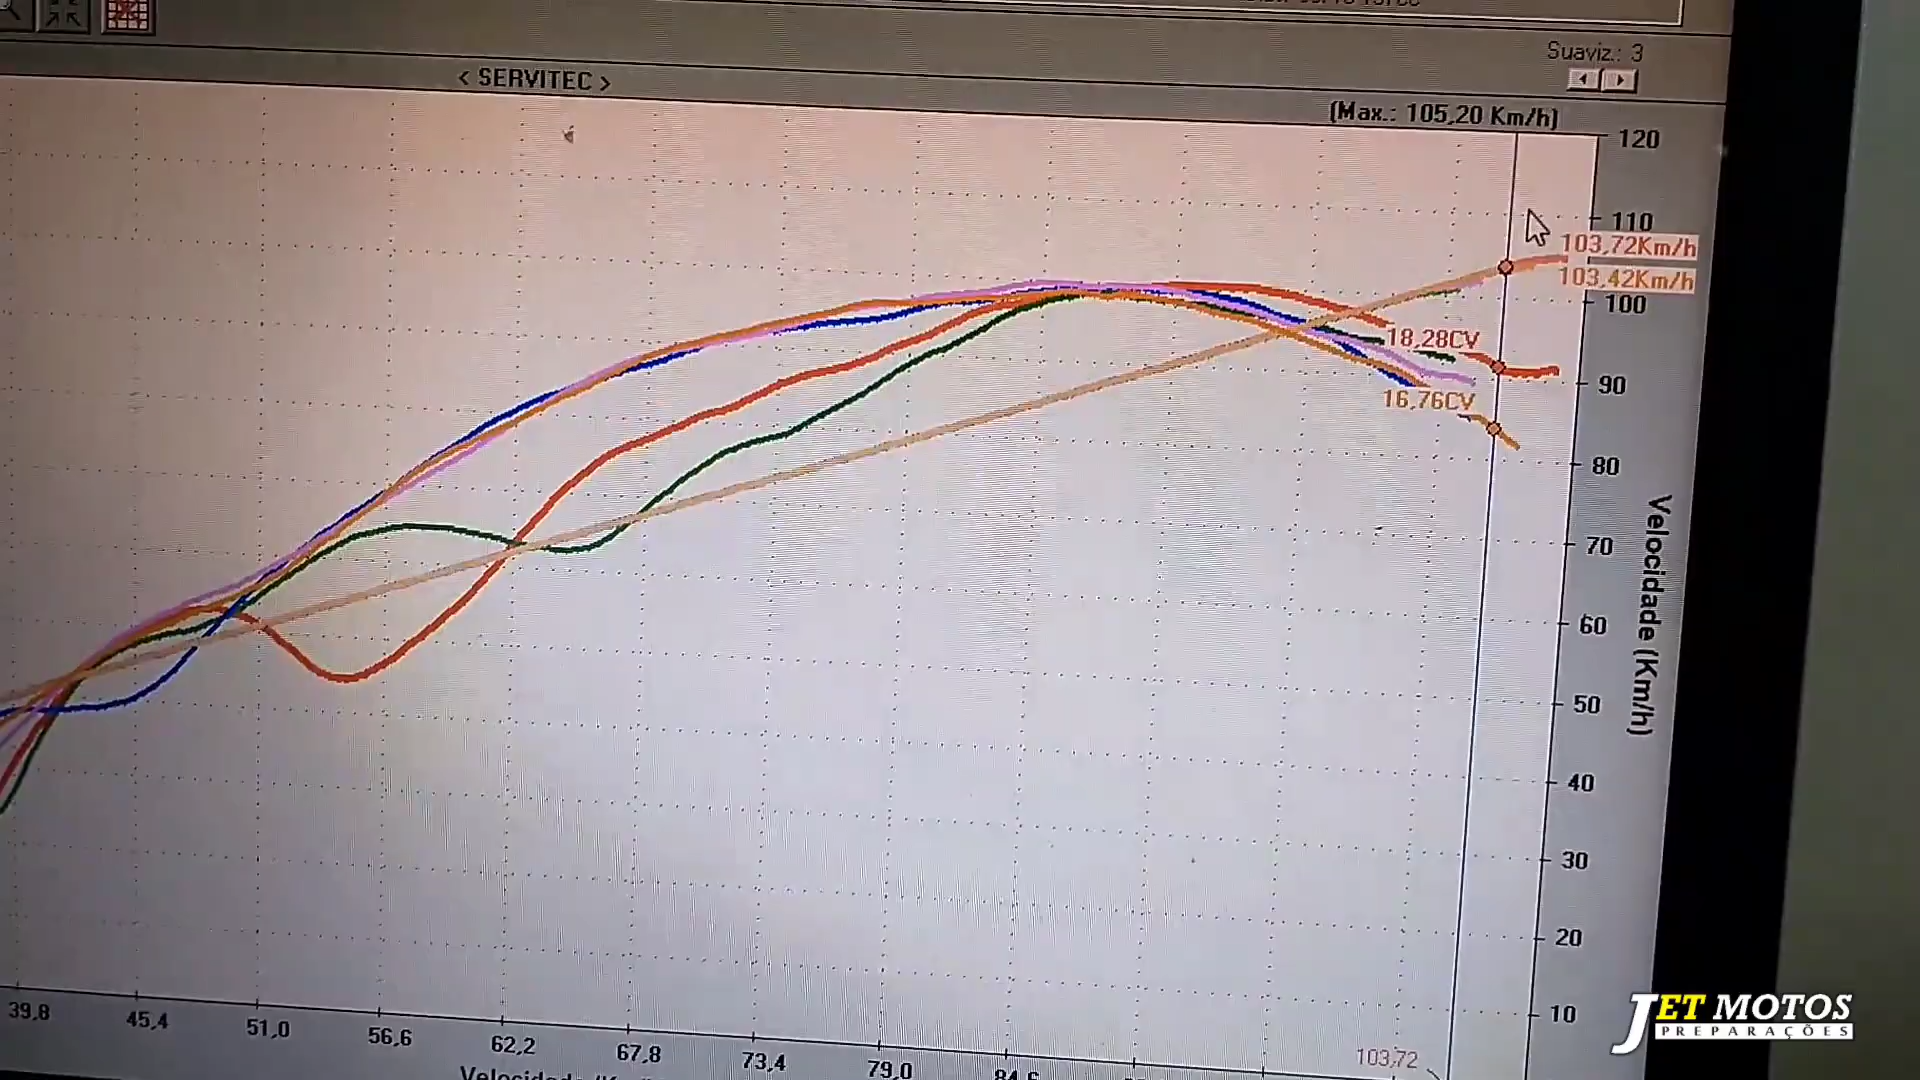 Suaviz.: 3
< SERVITEC >
(Max.: 105,20 Km/h)
120
110
103,72Km/h
103,42Km/h
100
18,28CV
90
16,76CV
80
70
60
50
40
30
20
10
Velocidade (Km/h)
39,8 45,4 51,0 56,6 62,2 67,8 73,4 79,0
103,72
JET MOTOS
PREPARAÇÕES